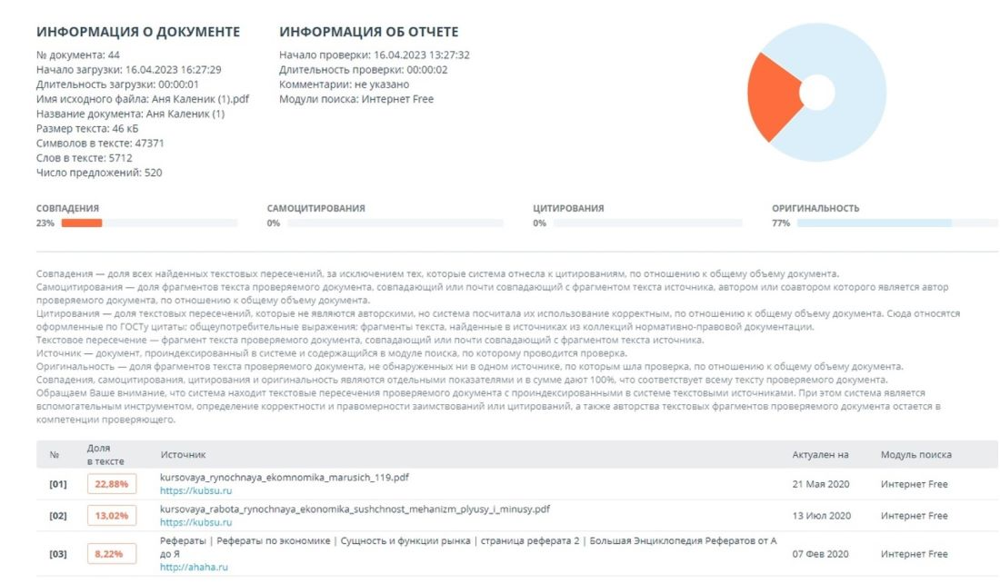 ИНФОРМАЦИЯ О ДОКУМЕНТЕ
№ документа: 44
Начало загрузки: 16.04.2023 16:27:29
Длительность загрузки: 00:00:01
Имя исходного файла: Аня Каленик (1).pdf
Название документа: Аня Каленик (1)
Размер текста: 46 кБ
Символов в тексте: 47371
Слов в тексте: 5712
Число предложений: 520
ИНФОРМАЦИЯ ОБ ОТЧЕТЕ
Начало проверки: 16.04.2023 13:27:32
Длительность проверки: 00:00:02
Комментарии: не указано
Модули поиска: Интернет Free
СОВПАДЕНИЯ
23%
САМОЦИТИРОВАНИЯ
0%
ЦИТИРОВАНИЯ
0%
ОРИГИНАЛЬНОСТЬ
77%
Совпадения — доля всех найденных текстовых пересечений, за исключением тех, которые система отнесла к цитированиям, по отношению к общему объему документа.
Самоцитирования — доля фрагментов текста проверяемого документа, совпадающий или почти совпадающий с фрагментом текста источника, автором или соавтором которого является автор
проверяемого документа, по отношению к общему объему документа.
Цитирования — доля текстовых пересечений, которые не являются авторскими, но система посчитала их использование корректным, по отношению к общему объему документа. Сюда относятся
оформленные по ГОСТу цитаты; общеупотребительные выражения; фрагменты текста, найденные в источниках из коллекций нормативно-правовой документации.
Текстовое пересечение — фрагмент текста проверяемого документа, совпадающий или почти совпадающий с фрагментом текста источника.
Источник — документ, проиндексированный в системе и содержащийся в модуле поиска, по которому проводится проверка.
Оригинальность — доля фрагментов текста проверяемого документа, не обнаруженных ни в одном источнике, по которым шла проверка, по отношению к общему объему документа.
Совпадения, самоцитирования, цитирования и оригинальность являются отдельными показателями и в сумме дают 100%, что соответствует всему тексту проверяемого документа.
Обращаем Ваше внимание, что система находит текстовые пересечения проверяемого документа с проиндексированными в системе текстовыми источниками. При этом система является
вспомогательным инструментом, определение корректности и правомерности заимствований или цитирований, а также авторства текстовых фрагментов проверяемого документа остается в
компетенции проверяющего.
№ Доля в тексте Источник Актуален на Модуль поиска
[01] 22,88% kursovaya_rynochnaya_ekomnomika_marusich_119.pdf 21 Мая 2020 Интернет Free
https://kubsu.ru
[02] 13,02% kursovaya_rabota_rynochnaya_ekonomika_sushchnost_mehanizm_plyusy_i_minusy.pdf 13 Июл 2020 Интернет Free
https://kubsu.ru
[03] 8,22% Рефераты | Рефераты по экономике | Сущность и функции рынка | страница реферата 2 | Большая Энциклопедия Рефератов от А
до Я 07 Фев 2020 Интернет Free
http://ahaha.ru